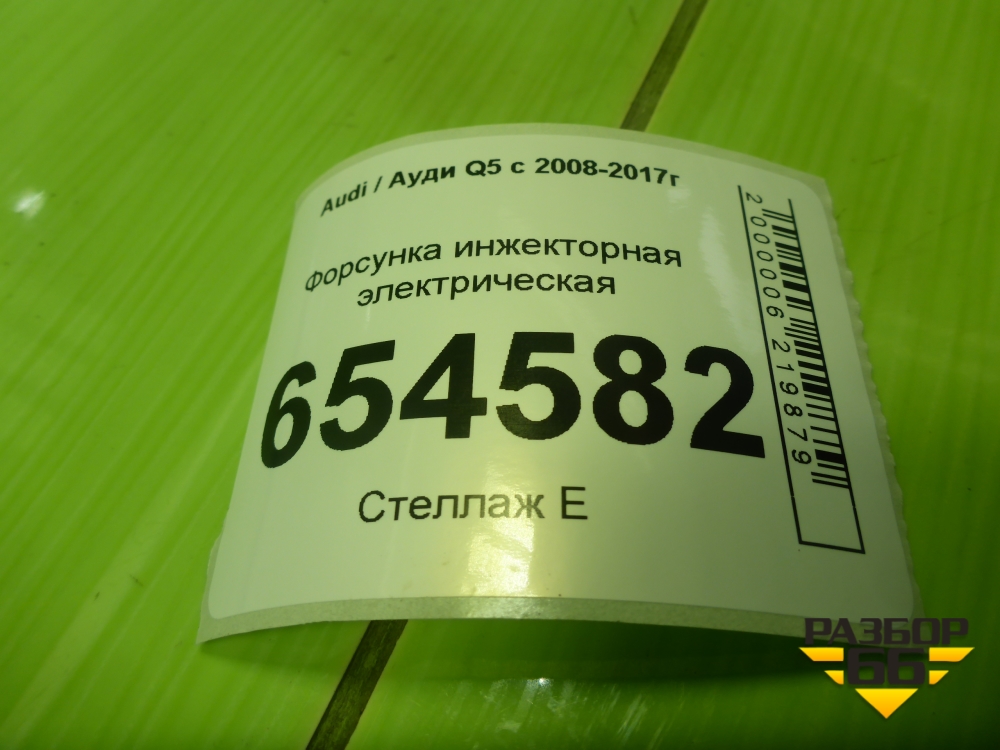 Audi / Ауди Q5 с 2008-2017г
Форсунка инжекторная
электрическая
654582
Стеллаж Е
2000006219879
РАЗБОР
66